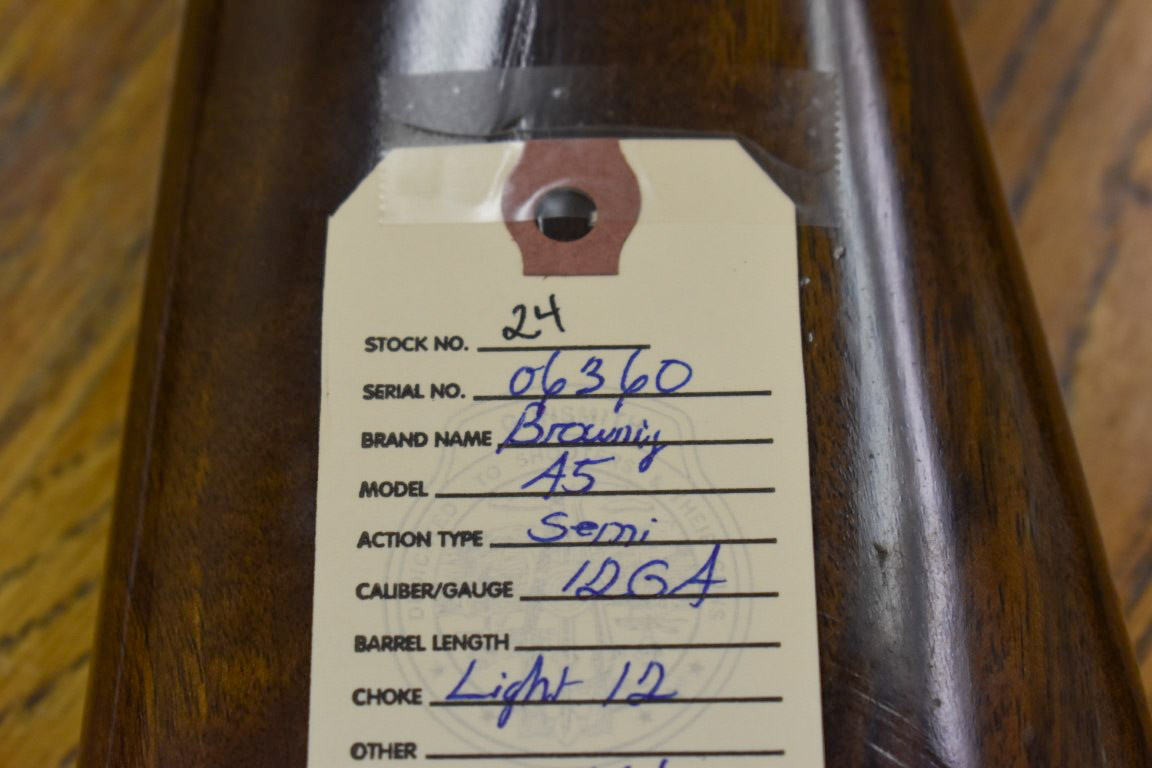 STOCK NO. 24
SERIAL NO. 06360
BRAND NAME Browning
MODEL A5
ACTION TYPE Semi
CALIBER/GAUGE 12GA
BARREL LENGTH
CHOKE Light 12
OTHER